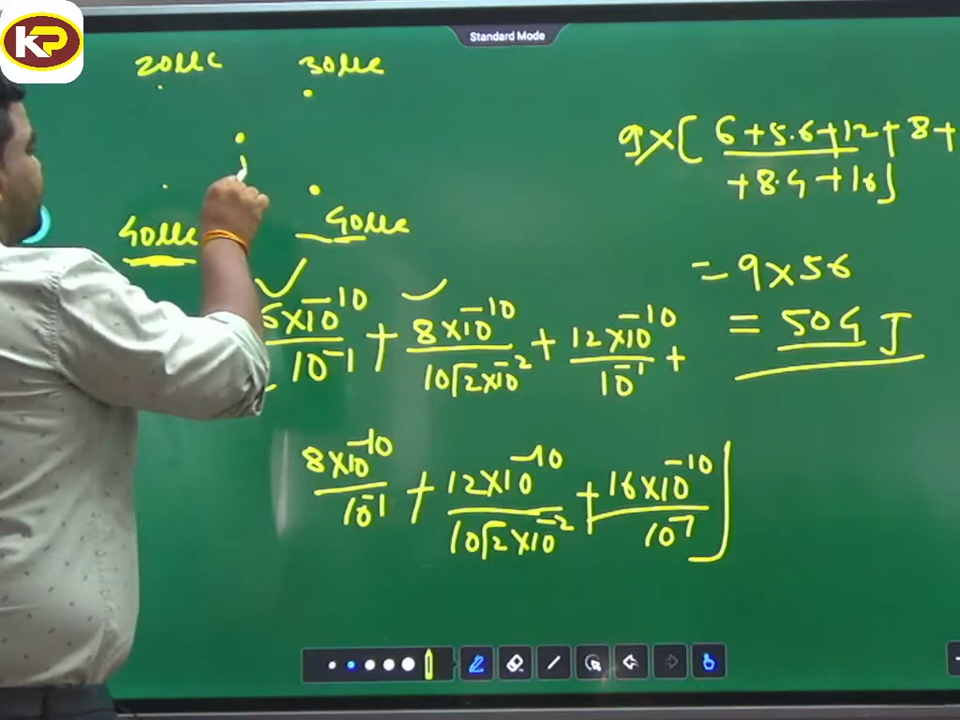 KP
Standard Mode
20μc 30μc
40μc 40μc
9×[6+5.6+12+8+
+8.4+16]
= 9×56
= 504 J
6×10⁻¹⁰/10⁻¹ + 8×10⁻¹⁰/10√2×10⁻² + 12×10⁻¹⁰/10⁻¹ +
8×10⁻¹⁰/10⁻¹ + 12×10⁻¹⁰/10√2×10⁻² + 16×10⁻¹⁰/10⁻⁷]